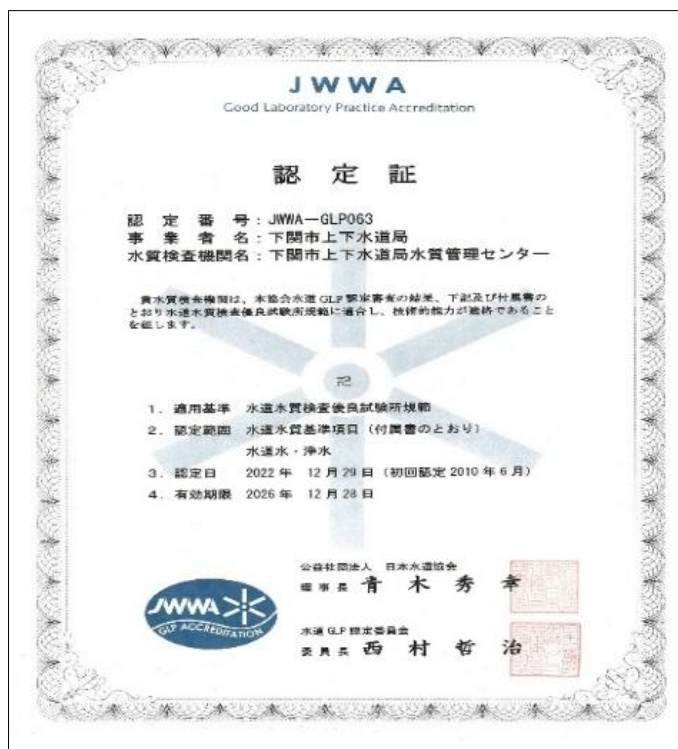 JWWA
Good Laboratory Practice Accreditation
認定証
認定番号：JWWA－GLP063
事業者名：下関市上下水道局
水質検査機関名：下関市上下水道局水質管理センター
貴水質検査機関は、本協会水道 GLP 認定審査の結果、下記及び付属書の
とおり水道水質検査優良試験所規範に適合し、技術的能力が適格であること
を証します。
記
1．適用基準　水道水質検査優良試験所規範
2．認定範囲　水道水質基準項目（付属書のとおり）
水道水・浄水
3．認定日　2022 年　12 月 29 日（初回認定 2010 年 6 月）
4．有効期限　2026 年　12 月 28 日
公益社団法人　日本水道協会
理事長　青木秀幸
水道 GLP 認定委員会
委員長　西村哲治
JWWA
GLP ACCREDITATION